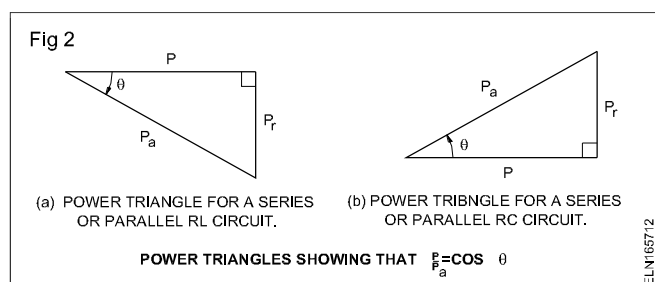 Fig 2
P
θ
Pa
Pr
(a) POWER TRIANGLE FOR A SERIES
OR PARALLEL RL CIRCUIT.
Pa
θ
Pr
P
(b) POWER TRIBNGLE FOR A SERIES
OR PARALLEL RC CIRCUIT.
POWER TRIANGLES SHOWING THAT P/Pa=COS θ
ELN165712